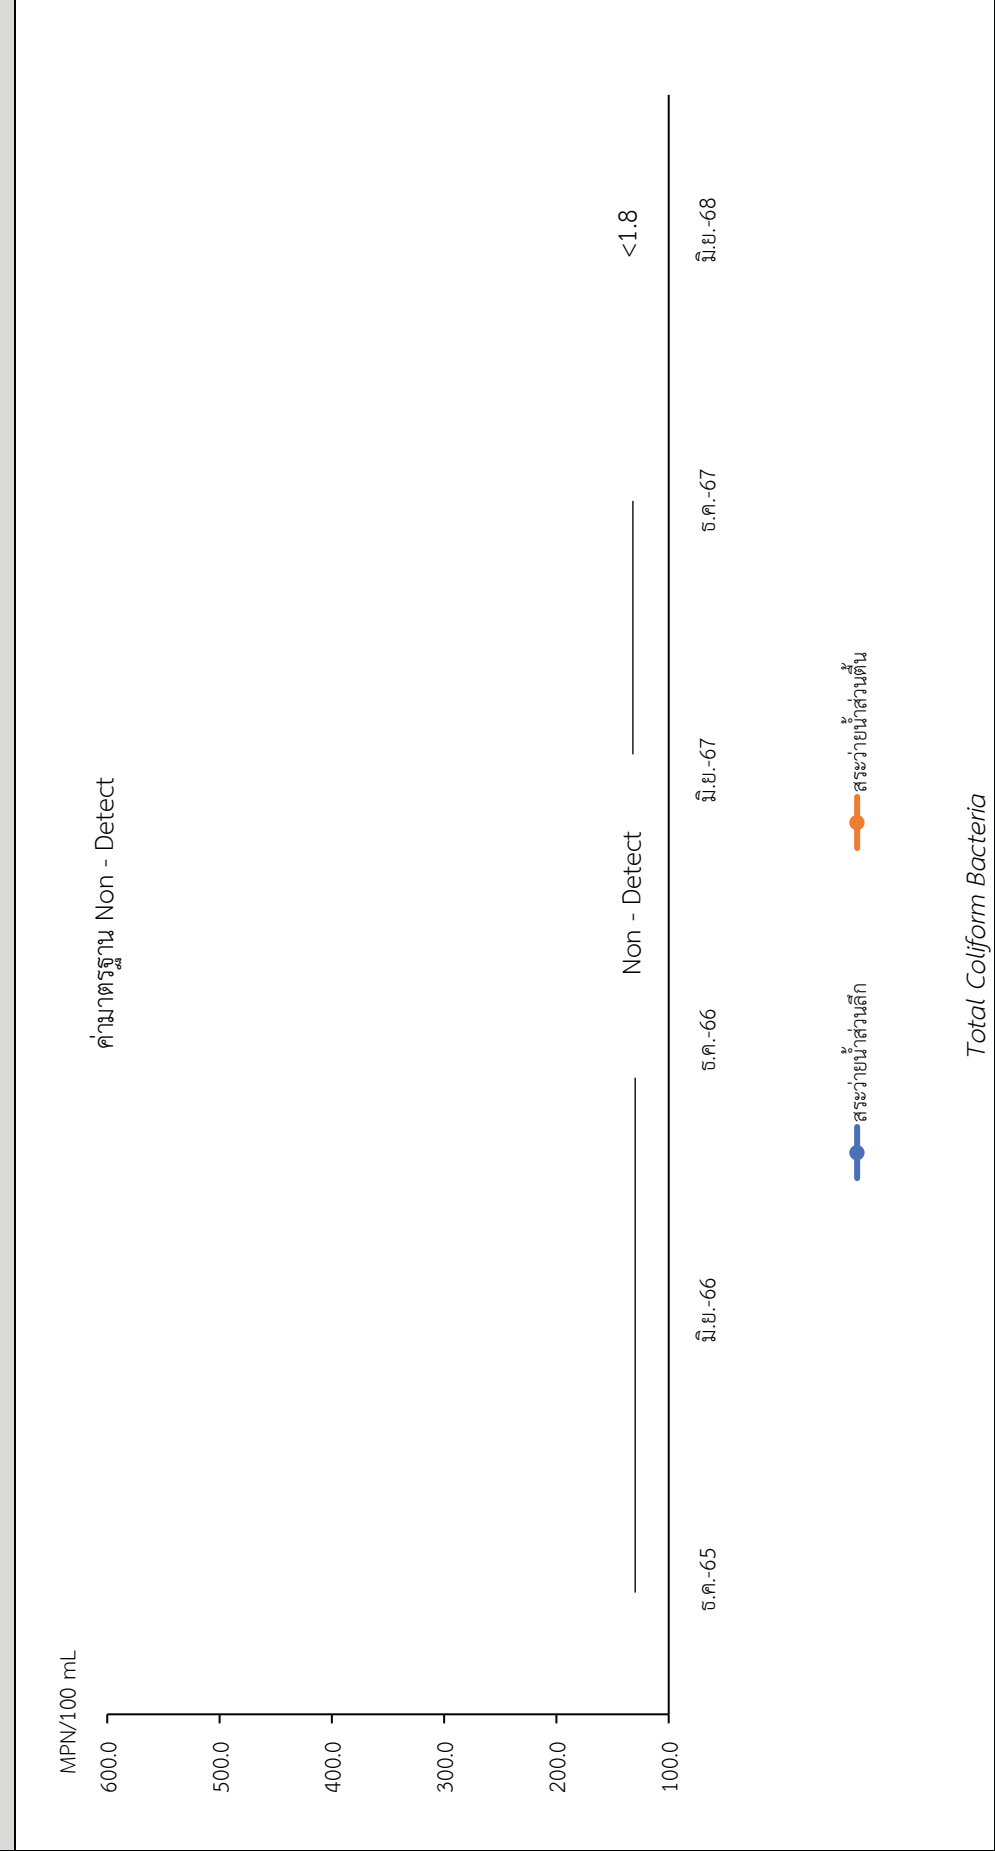 MPN/100 mL
ค่ามาตรฐาน Non - Detect
600.0
500.0
400.0
300.0
200.0
100.0
Non - Detect
<1.8
ธ.ค.-65
มิ.ย.-66
ธ.ค.-66
มิ.ย.-67
ธ.ค.-67
มิ.ย.-68
สระว่ายน้ำส่วนลึก
สระว่ายน้ำส่วนตื้น
Total Coliform Bacteria